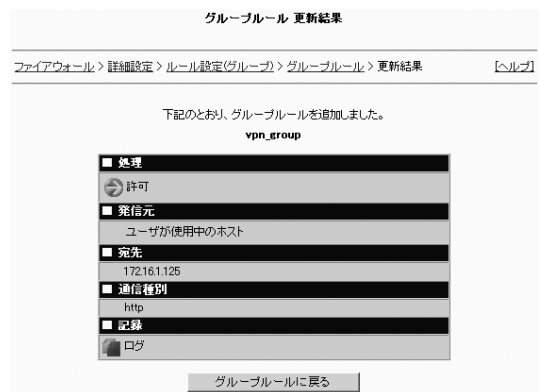 グループルール 更新結果
ファイアウォール > 詳細設定 > ルール設定(グループ) > グループルール > 更新結果 [ヘルプ]
下記のとおり、グループルールを追加しました。
vpn_group
■ 処理
許可
■ 発信元
ユーザが使用中のホスト
■ 宛先
172.16.1.125
■ 通信種別
http
■ 記録
ログ
グループルールに戻る